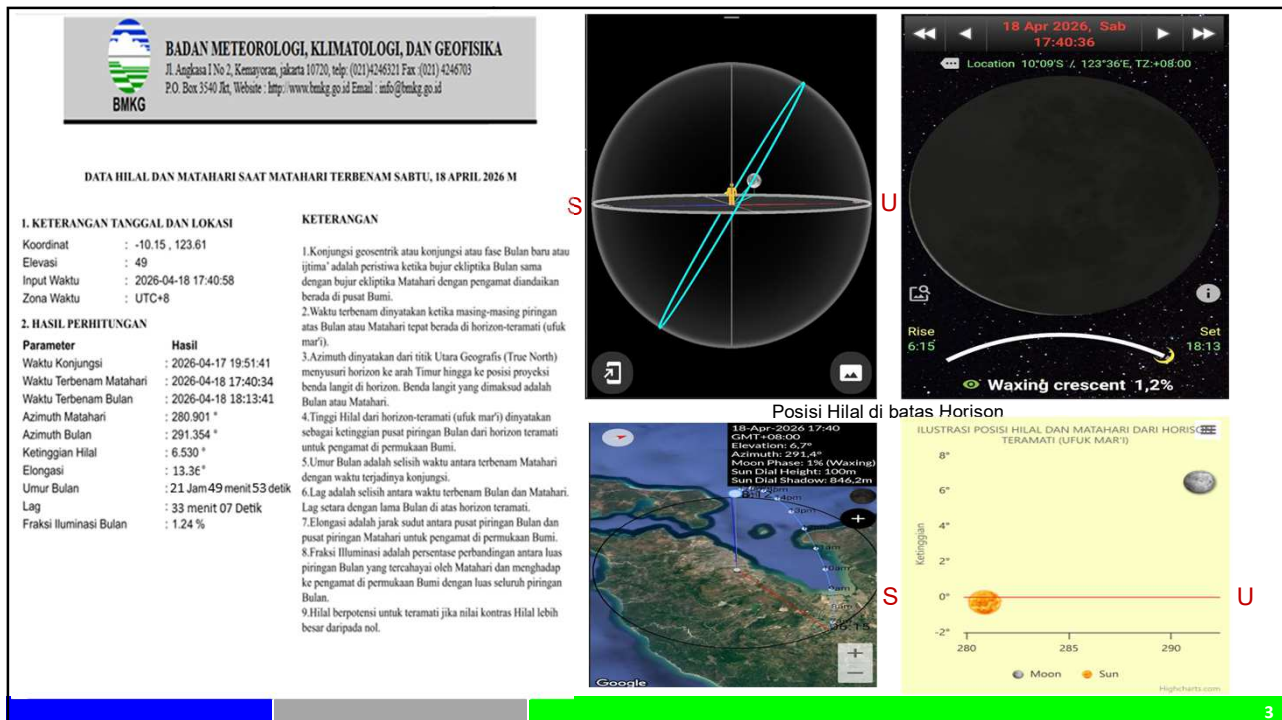 BMKG
BADAN METEOROLOGI, KLIMATOLOGI, DAN GEOFISIKA
Jl. Angkasa I No 2, Kemayoran, jakarta 10720, telp: (021)4246321 Fax :(021) 4246703
P.O. Box 3540 Jkt, Website : http://www.bmkg.go.id Email : info@bmkg.go.id
DATA HILAL DAN MATAHARI SAAT MATAHARI TERBENAM SABTU, 18 APRIL 2026 M
1. KETERANGAN TANGGAL DAN LOKASI
Koordinat : -10.15 , 123.61
Elevasi : 49
Input Waktu : 2026-04-18 17:40:58
Zona Waktu : UTC+8
2. HASIL PERHITUNGAN
Parameter Hasil
Waktu Konjungsi : 2026-04-17 19:51:41
Waktu Terbenam Matahari : 2026-04-18 17:40:34
Waktu Terbenam Bulan : 2026-04-18 18:13:41
Azimuth Matahari : 280.901 °
Azimuth Bulan : 291.354 °
Ketinggian Hilal : 6.530 °
Elongasi : 13.36 °
Umur Bulan : 21 Jam 49 menit 53 detik
Lag : 33 menit 07 Detik
Fraksi Iluminasi Bulan : 1.24 %
KETERANGAN
1.Konjungsi geosentrik atau konjungsi atau fase Bulan baru atau
ijtima' adalah peristiwa ketika bujur ekliptika Bulan sama
dengan bujur ekliptika Matahari dengan pengamat diandaikan
berada di pusat Bumi.
2.Waktu terbenam dinyatakan ketika masing-masing piringan
atas Bulan atau Matahari tepat berada di horizon-teramati (ufuk
mar'i).
3.Azimuth dinyatakan dari titik Utara Geografis (True North)
menyusuri horizon ke arah Timur hingga ke posisi proyeksi
benda langit di horizon. Benda langit yang dimaksud adalah
Bulan atau Matahari.
4.Tinggi Hilal dari horizon-teramati (ufuk mar'i) dinyatakan
sebagai ketinggian pusat piringan Bulan dari horizon teramati
untuk pengamat di permukaan Bumi.
5.Umur Bulan adalah selisih waktu antara terbenam Matahari
dengan waktu terjadinya konjungsi.
6.Lag adalah selisih antara waktu terbenam Bulan dan Matahari.
Lag setara dengan lama Bulan di atas horizon teramati.
7.Elongasi adalah jarak sudut antara pusat piringan Bulan dan
pusat piringan Matahari untuk pengamat di permukaan Bumi.
8.Fraksi Illuminasi adalah persentase perbandingan antara luas
piringan Bulan yang tercahayai oleh Matahari dan menghadap
ke pengamat di permukaan Bumi dengan luas seluruh piringan
Bulan.
9.Hilal berpotensi untuk teramati jika nilai kontras Hilal lebih
besar daripada nol.
S
U
18 Apr 2026, Sab
17:40:36
Location 10°09'S / 123°36'E, TZ:+08:00
Rise
6:15
Set
18:13
Waxing crescent 1,2%
Posisi Hilal di batas Horison
18-Apr-2026 17:40
GMT+08:00
Elevation: 6,7°
Azimuth: 291,4°
Moon Phase: 1% (Waxing)
Sun Dial Height: 100m
Sun Dial Shadow: 846,2m
4pm
3pm
Google
ILUSTRASI POSISI HILAL DAN MATAHARI DARI HORISON
TERAMATI (UFUK MAR'I)
8°
6°
4°
2°
0°
-2°
Ketinggian
280 285 290
Moon Sun
Highcharts.com
S
U
3